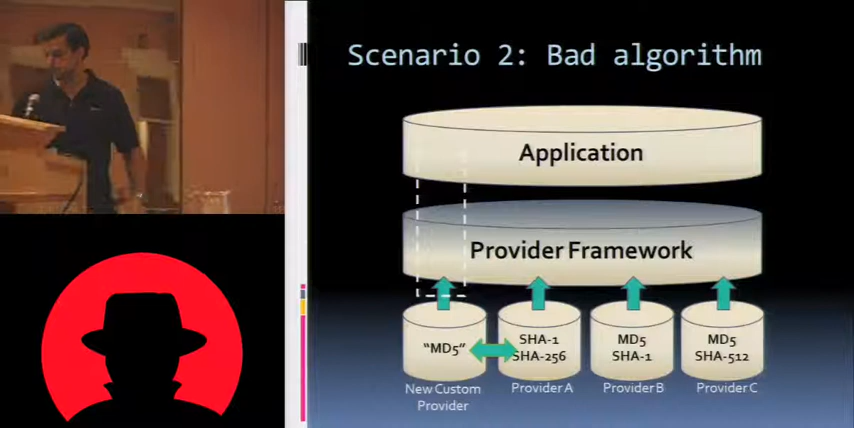 Scenario 2: Bad algorithm
Application
Provider Framework
"MD5"
SHA-1
SHA-256
MD5
SHA-1
MD5
SHA-512
New Custom
Provider
Provider A
Provider B
Provider C